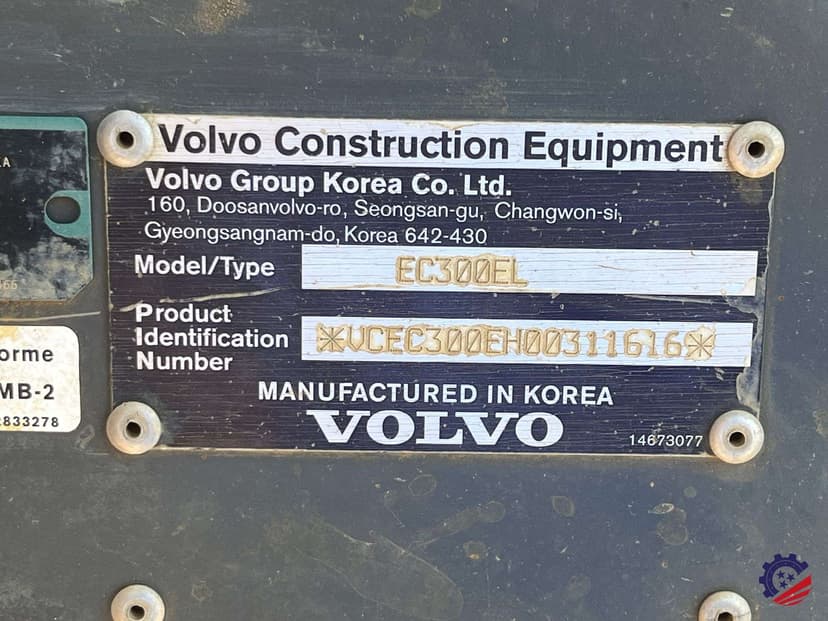 Volvo Construction Equipment
Volvo Group Korea Co. Ltd.
160, Doosanvolvo-ro, Seongsan-gu, Changwon-si,
Gyeongsangnam-do, Korea 642-430
Model/Type EC300EL
Product
Identification
Number
*VCEC300EH00311616*
MANUFACTURED IN KOREA
VOLVO
14673077
orme
MB-2
2833278